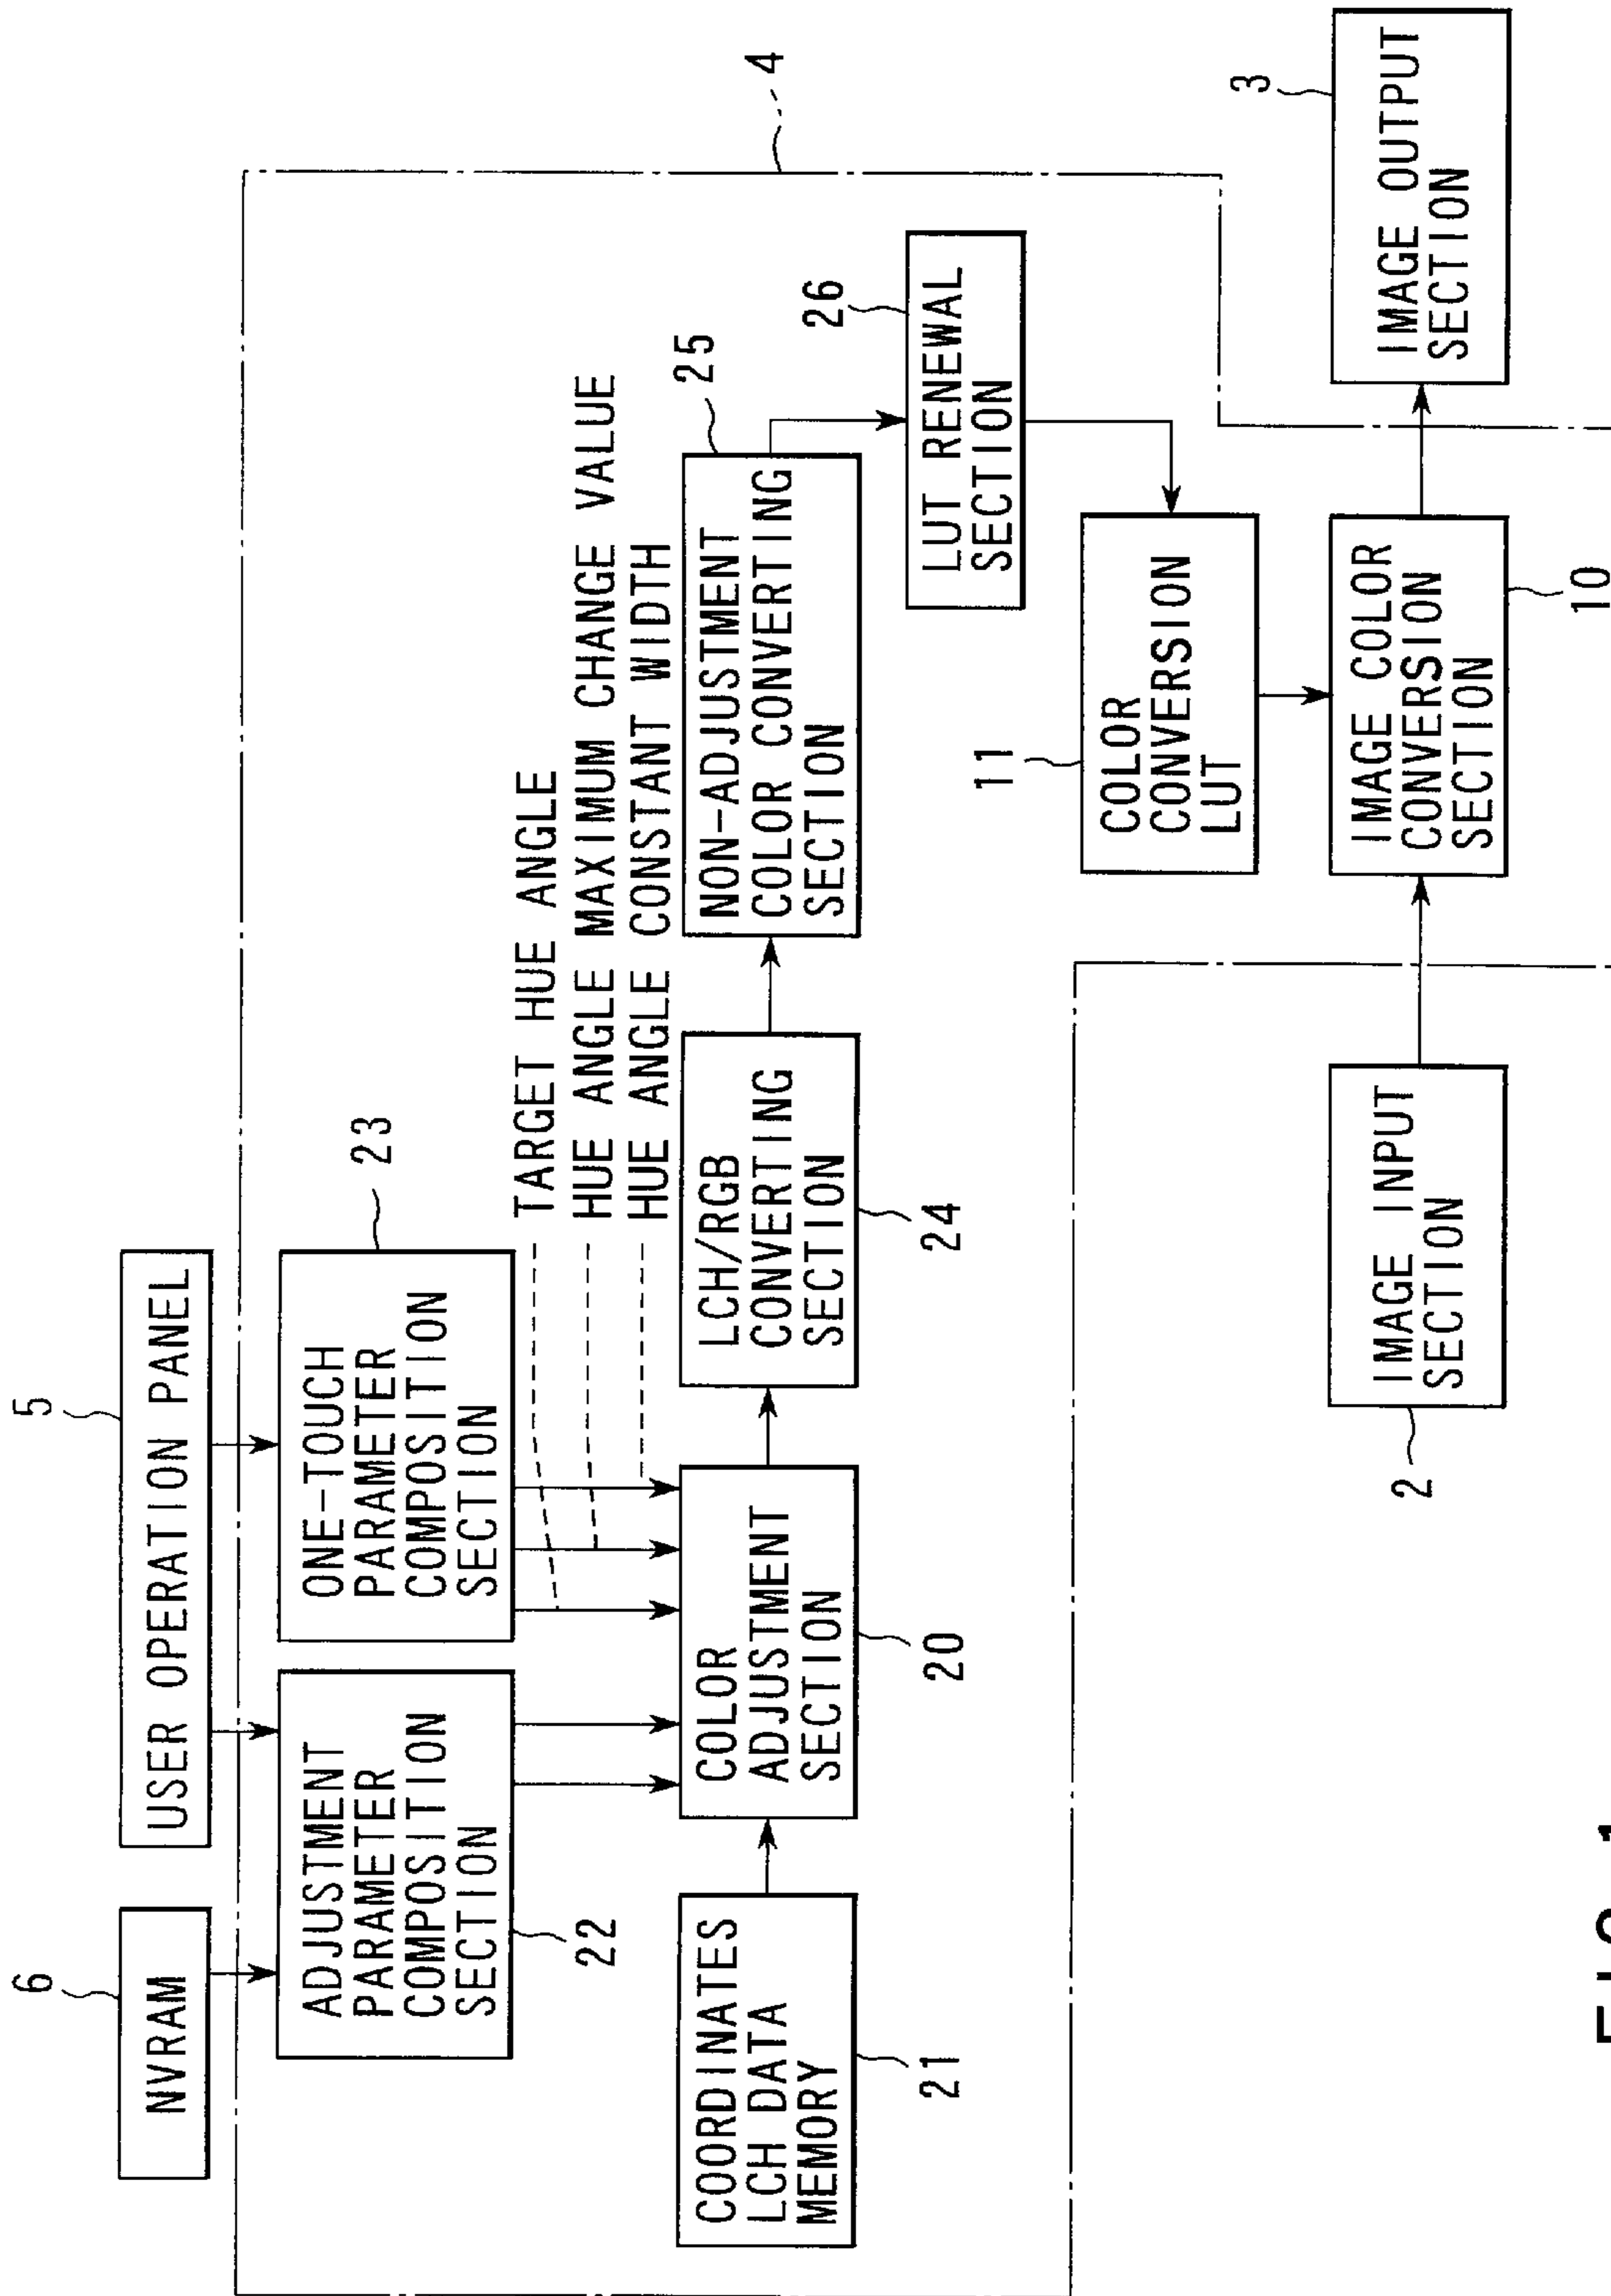 6
NVRAM
5
USER OPERATION PANEL
4
ADJUSTMENT
PARAMETER
COMPOSITION
SECTION
22
ONE-TOUCH
PARAMETER
COMPOSITION
SECTION
23
TARGET HUE ANGLE
HUE ANGLE MAXIMUM CHANGE VALUE
HUE ANGLE CONSTANT WIDTH
COORDINATES
LCH DATA
MEMORY
21
COLOR
ADJUSTMENT
SECTION
20
LCH/RGB
CONVERTING
SECTION
24
NON-ADJUSTMENT
COLOR CONVERTING
SECTION
25
LUT RENEWAL
SECTION
26
COLOR
CONVERSION
LUT
11
IMAGE INPUT
SECTION
2
IMAGE COLOR
CONVERSION
SECTION
10
IMAGE OUTPUT
SECTION
3